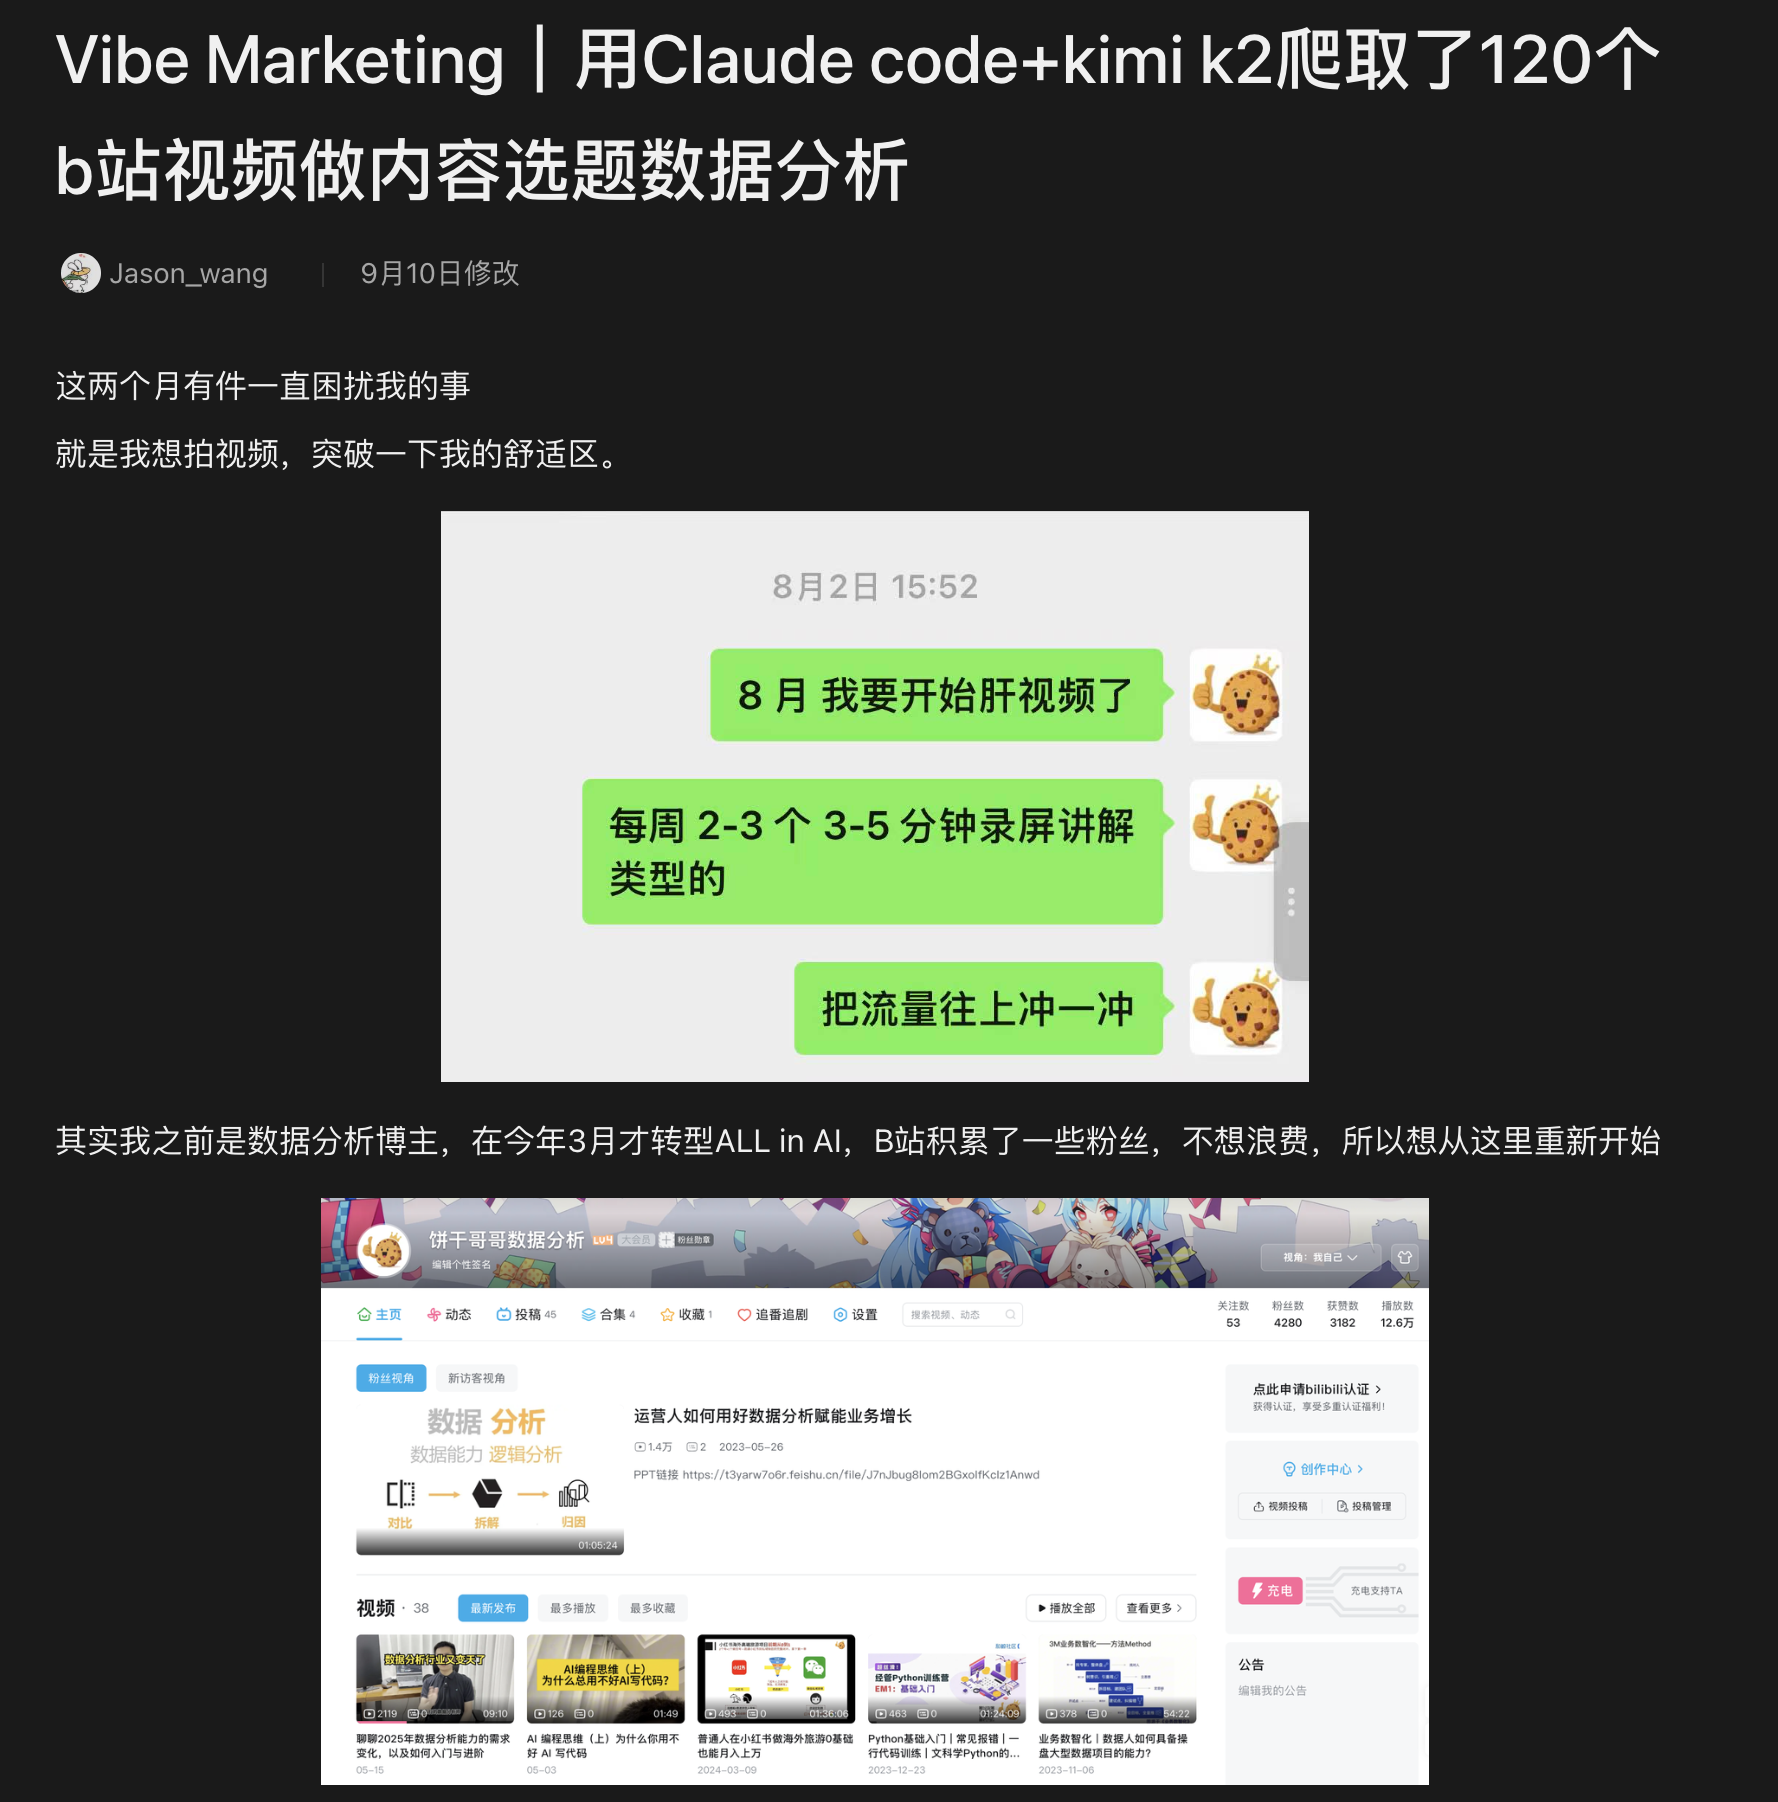 Vibe Marketing｜用Claude code+kimi k2爬取了120个
b站视频做内容选题数据分析
Jason_wang
9月10日修改
这两个月有件一直困扰我的事
就是我想拍视频，突破一下我的舒适区。
8月2日 15:52
8 月 我要开始肝视频了
每周 2-3 个 3-5 分钟录屏讲解
类型的
把流量往上冲一冲
其实我之前是数据分析博主，在今年3月才转型ALL in AI，B站积累了一些粉丝，不想浪费，所以想从这里重新开始
饼干哥哥数据分析 LV4 大会员 粉丝勋章
编辑个性签名
视角：我自己
主页 动态 投稿 45 合集 4 收藏 1 追番追剧 设置 搜索视频、动态
关注数 粉丝数 获赞数 播放数
53 4280 3182 12.6万
粉丝视角 新访客视角
数据 分析
数据能力 逻辑分析
对比 拆解 归因
01:05:24
运营人如何用好数据分析赋能业务增长
1.4万 2 2023-05-26
PPT链接 https://t3yarw7o6r.feishu.cn/file/J7nJbug8lom2BGxolfKclz1Anwd
点此申请bilibili认证
获得认证，享受多重认证福利！
创作中心
视频投稿 投稿管理
充电 充电支持TA
公告
编辑我的公告
视频 · 38 最新发布 最多播放 最多收藏 播放全部 查看更多
数据分析行业又变天了
2119 0 09:10
聊聊2025年数据分析能力的需求
变化，以及如何入门与进阶
05-15
AI编程思维（上）
为什么总用不好AI写代码？
126 0 01:49
AI 编程思维（上）为什么你用不
好 AI 写代码
05-03
493 0 01:36:06
普通人在小红书做海外旅游0基础
也能月入上万
2024-03-09
经管Python训练营
EM1：基础入门
463 0 01:24:09
Python基础入门 | 常见报错 | 一
行代码训练 | 文科学Python的...
2023-12-23
3M业务数智化——方法Method
378 0 54:22
业务数智化 | 数据人如何具备操
盘大型数据项目的能力?
2023-11-06